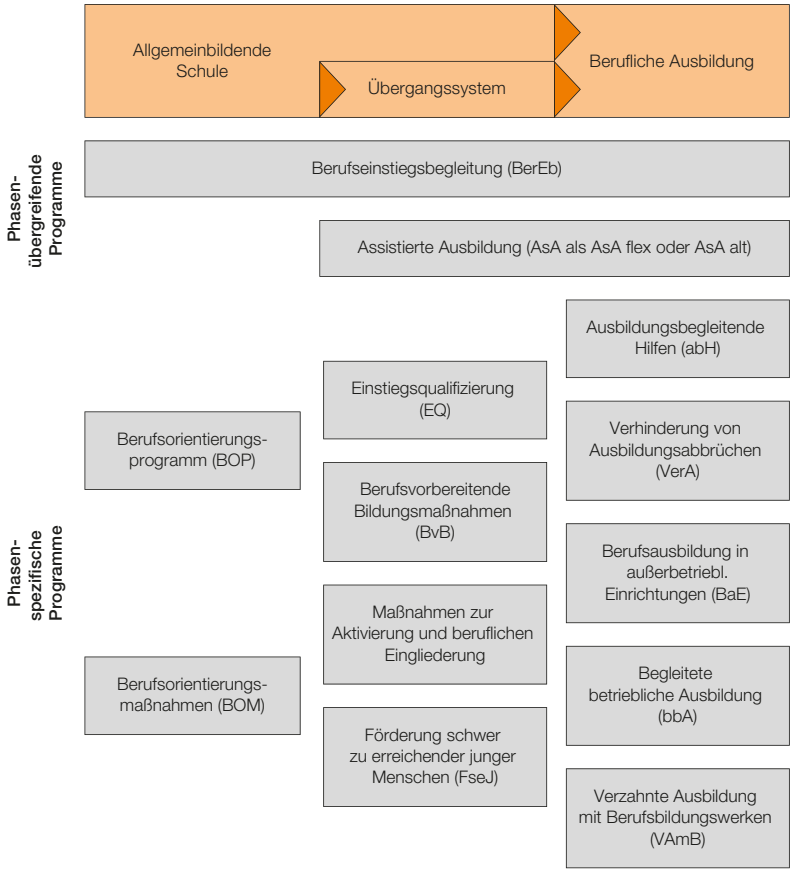 Allgemeinbildende
Schule
Übergangssystem
Berufliche Ausbildung
Phasen-
übergreifende
Programme
Berufseinstiegsbegleitung (BerEb)
Assistierte Ausbildung (AsA als AsA flex oder AsA alt)
Phasen-
spezifische
Programme
Berufsorientierungs-
programm (BOP)
Berufsorientierungs-
maßnahmen (BOM)
Einstiegsqualifizierung
(EQ)
Berufsvorbereitende
Bildungsmaßnahmen
(BvB)
Maßnahmen zur
Aktivierung und beruflichen
Eingliederung
Förderung schwer
zu erreichender junger
Menschen (FseJ)
Ausbildungsbegleitende
Hilfen (abH)
Verhinderung von
Ausbildungsabbrüchen
(VerA)
Berufsausbildung in
außerbetriebl.
Einrichtungen (BaE)
Begleitete
betriebliche Ausbildung
(bbA)
Verzahnte Ausbildung
mit Berufsbildungswerken
(VAmB)